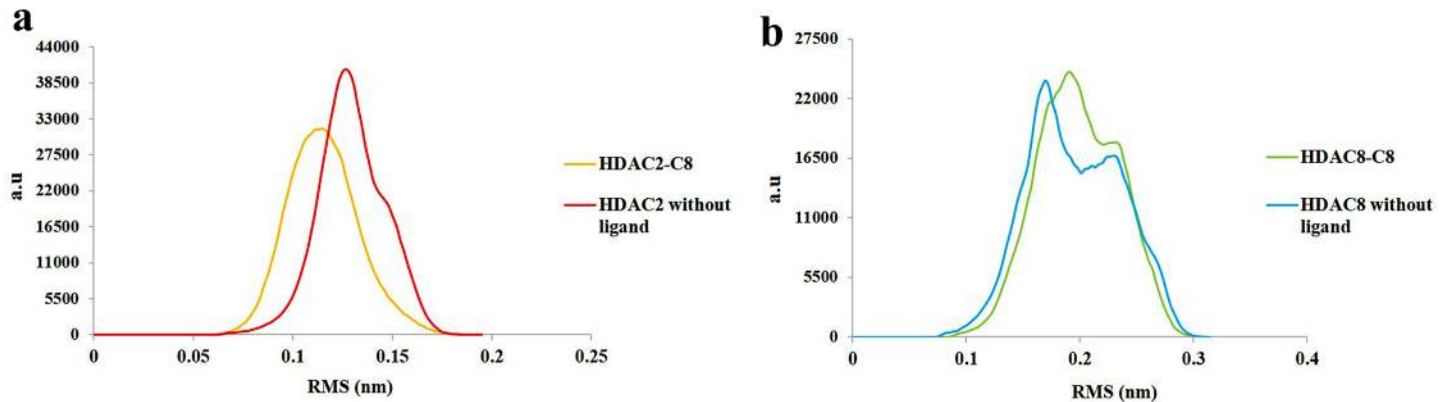 a
44000
38500
33000
27500
22000
16500
11000
5500
0
a.u
0
0.05
0.1
0.15
0.2
0.25
RMS (nm)
HDAC2-C8
HDAC2 without
ligand
b
27500
22000
16500
11000
5500
0
a.u
0
0.1
0.2
0.3
0.4
RMS (nm)
HDAC8-C8
HDAC8 without
ligand